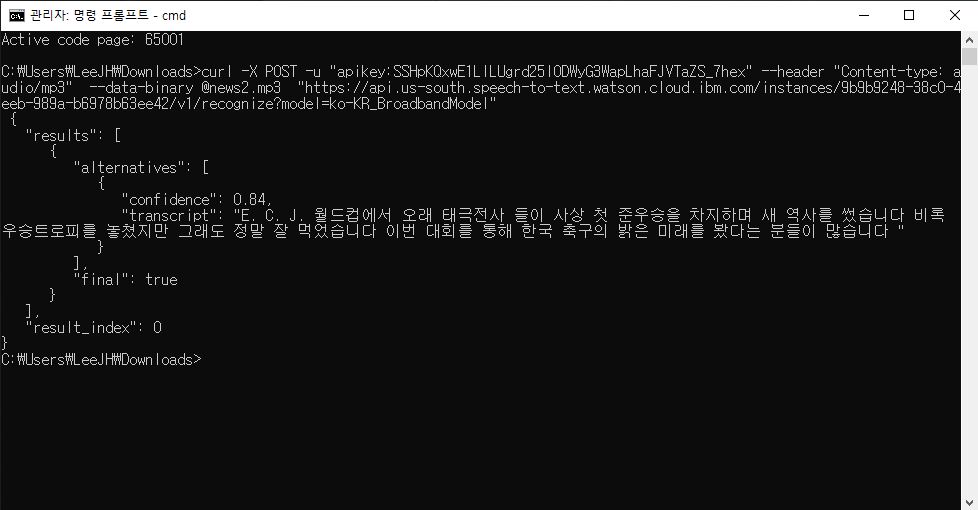 관리자: 명령 프롬프트 - cmd
Active code page: 65001
C:\Users\LeeJH\Downloads>curl -X POST -u --header "Content-type: a
udio/mp3" --data-binary @news2.mp3 "https://api.us-south.speech-to-text.watson.cloud.ibm.com/instances/9b9b9248-38c0-4
eeb-989a-b6978b63ee42/v1/recognize?model=ko-KR_BroadbandModel"
{
"results": [
{
"alternatives": [
{
"confidence": 0.84,
"transcript": "E. C. J. 월드컵에서 오래 태극전사 들이 사상 첫 준우승을 차지하며 새 역사를 썼습니다 비록
우승트로피를 놓쳤지만 그래도 정말 잘 먹었습니다 이번 대회를 통해 한국 축구의 밝은 미래를 봤다는 분들이 많습니다 "
}
],
"final": true
}
],
"result_index": 0
}
C:\Users\LeeJH\Downloads>